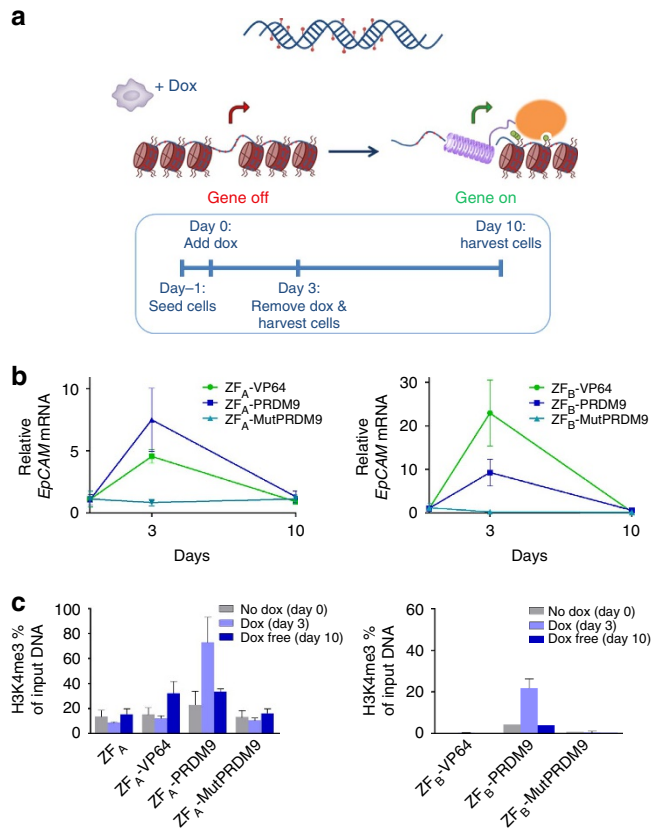 a
+ Dox
Gene off
Gene on
Day 0:
Add dox
Day 10:
harvest cells
Day–1:
Seed cells
Day 3:
Remove dox &
harvest cells
b
Relative
EpCAM mRNA
10
5
0
3
10
Days
ZFA-VP64
ZFA-PRDM9
ZFA-MutPRDM9
Relative
EpCAM mRNA
30
20
10
0
3
10
Days
ZFB-VP64
ZFB-PRDM9
ZFB-MutPRDM9
c
H3K4me3 %
of input DNA
100
80
60
40
20
0
No dox (day 0)
Dox (day 3)
Dox free (day 10)
ZFA
ZFA-VP64
ZFA-PRDM9
ZFA-MutPRDM9
H3K4me3 %
of input DNA
60
40
20
0
No dox (day 0)
Dox (day 3)
Dox free (day 10)
ZFB-VP64
ZFB-PRDM9
ZFB-MutPRDM9